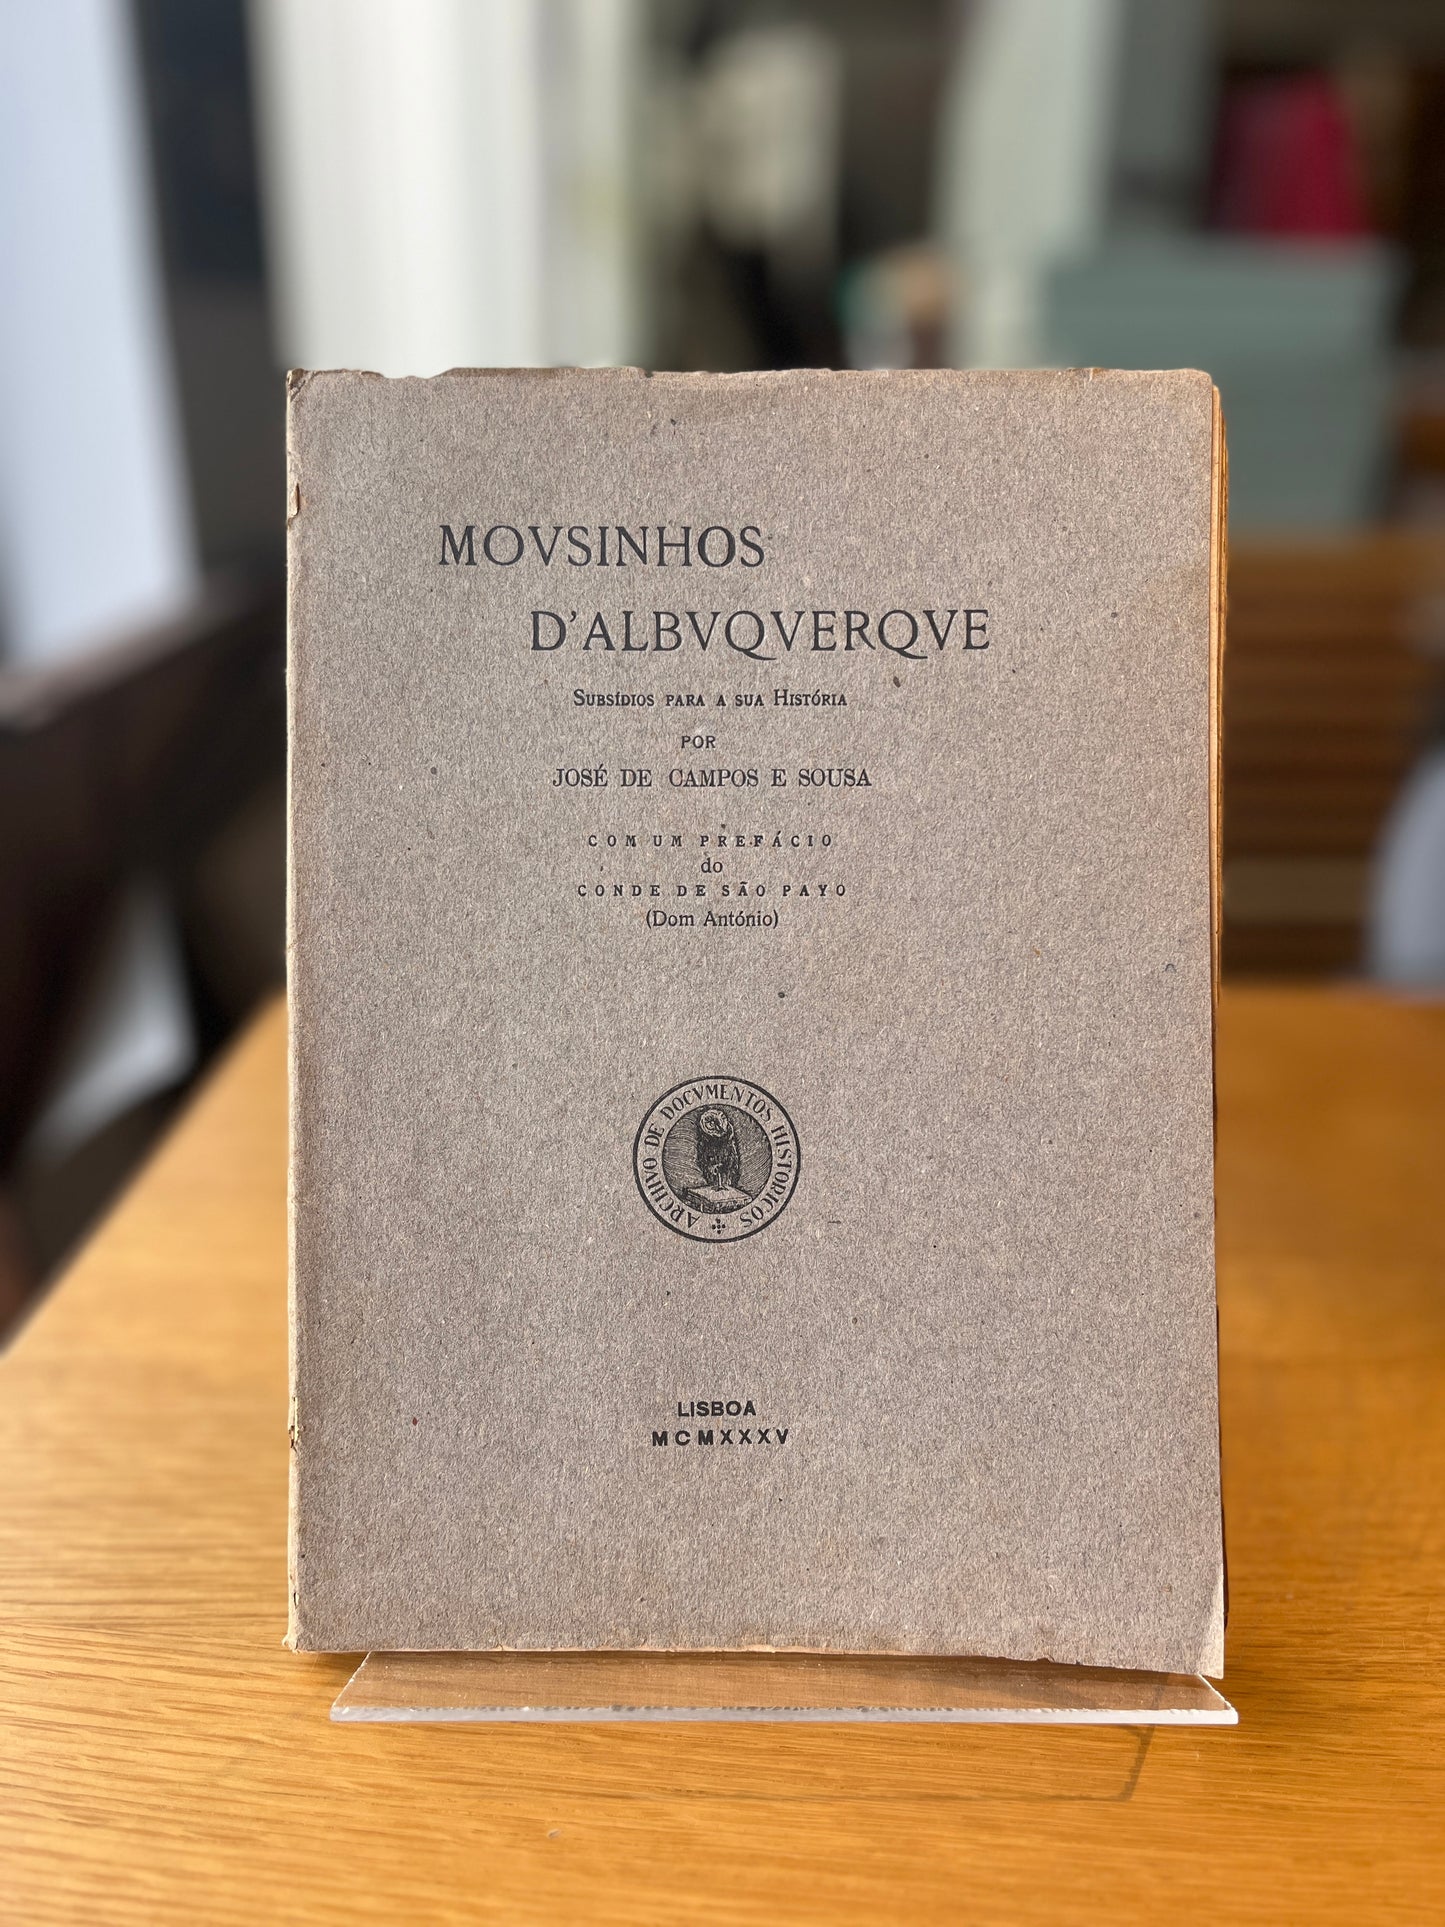 MOVSINHOS
D'ALBVQVERQVE
SUBSÍDIOS PARA A SUA HISTÓRIA
POR
JOSÉ DE CAMPOS E SOUSA
COM UM PREFÁCIO
do
CONDE DE SÃO PAYO
(Dom António)
ARCHIVO DE DOCVMENTOS HISTORICOS
LISBOA
MCMXXXV